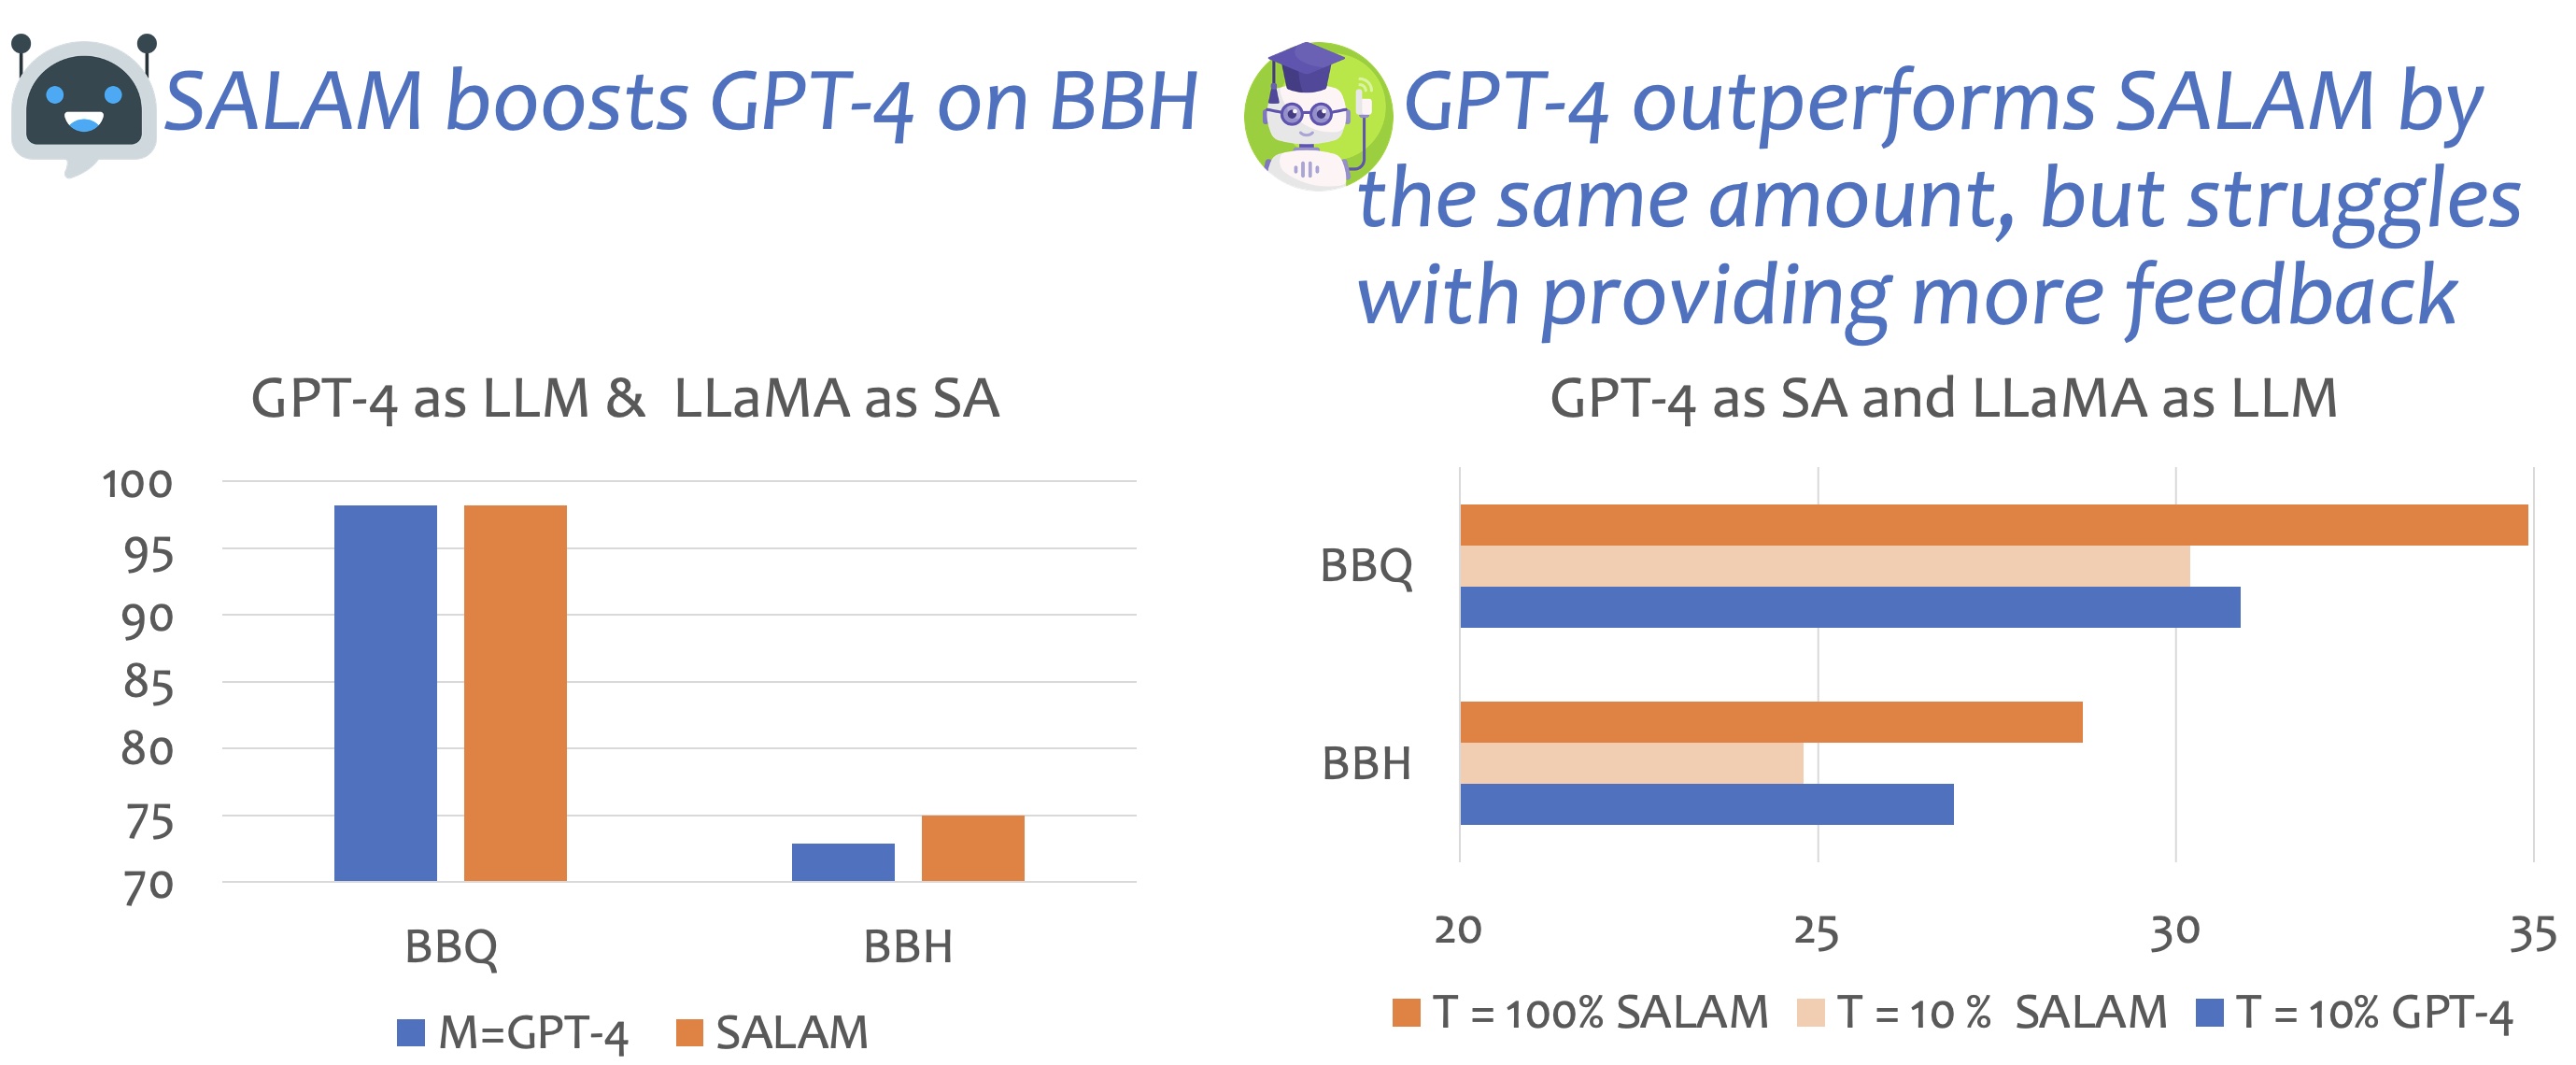 SALAM boosts GPT-4 on BBH
GPT-4 outperforms SALAM by
the same amount, but struggles
with providing more feedback
GPT-4 as LLM & LLaMA as SA
100
95
90
85
80
75
70
BBQ BBH
M=GPT-4 SALAM
GPT-4 as SA and LLaMA as LLM
BBQ
BBH
20 25 30 35
T = 100% SALAM T = 10 % SALAM T = 10% GPT-4